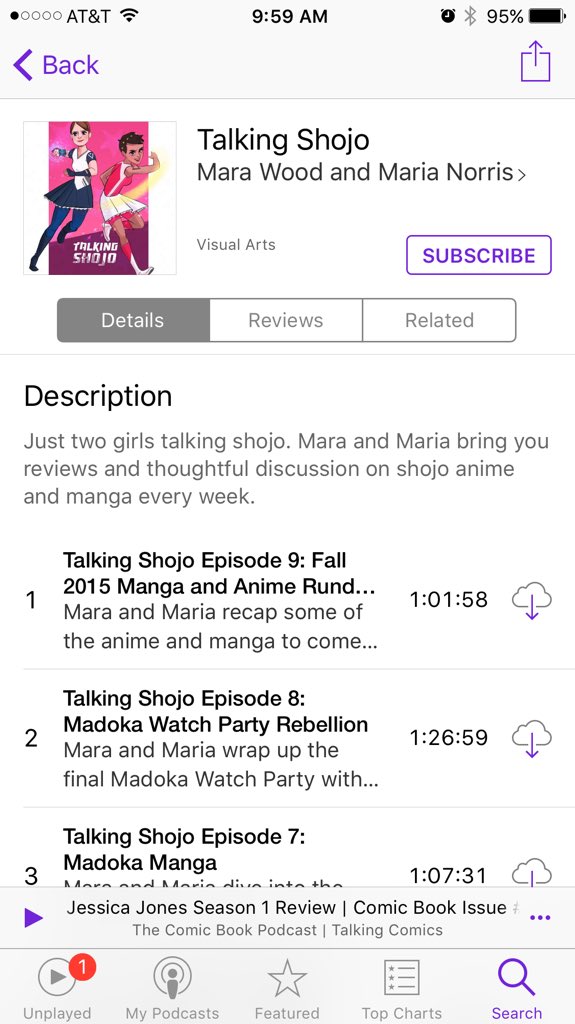 AT&T 9:59 AM 95%
Back
Talking Shojo
Mara Wood and Maria Norris
TALKING
SHOJO
Visual Arts
SUBSCRIBE
Details Reviews Related
Description
Just two girls talking shojo. Mara and Maria bring you
reviews and thoughtful discussion on shojo anime
and manga every week.
Talking Shojo Episode 9: Fall
2015 Manga and Anime Rund...
1 1:01:58
Mara and Maria recap some of
the anime and manga to come...
Talking Shojo Episode 8:
Madoka Watch Party Rebellion
2 1:26:59
Mara and Maria wrap up the
final Madoka Watch Party with...
Talking Shojo Episode 7:
Madoka Manga
3 1:07:31
Mara and Maria dive into the
Jessica Jones Season 1 Review | Comic Book Issue #
The Comic Book Podcast | Talking Comics
1
Unplayed My Podcasts Featured Top Charts Search